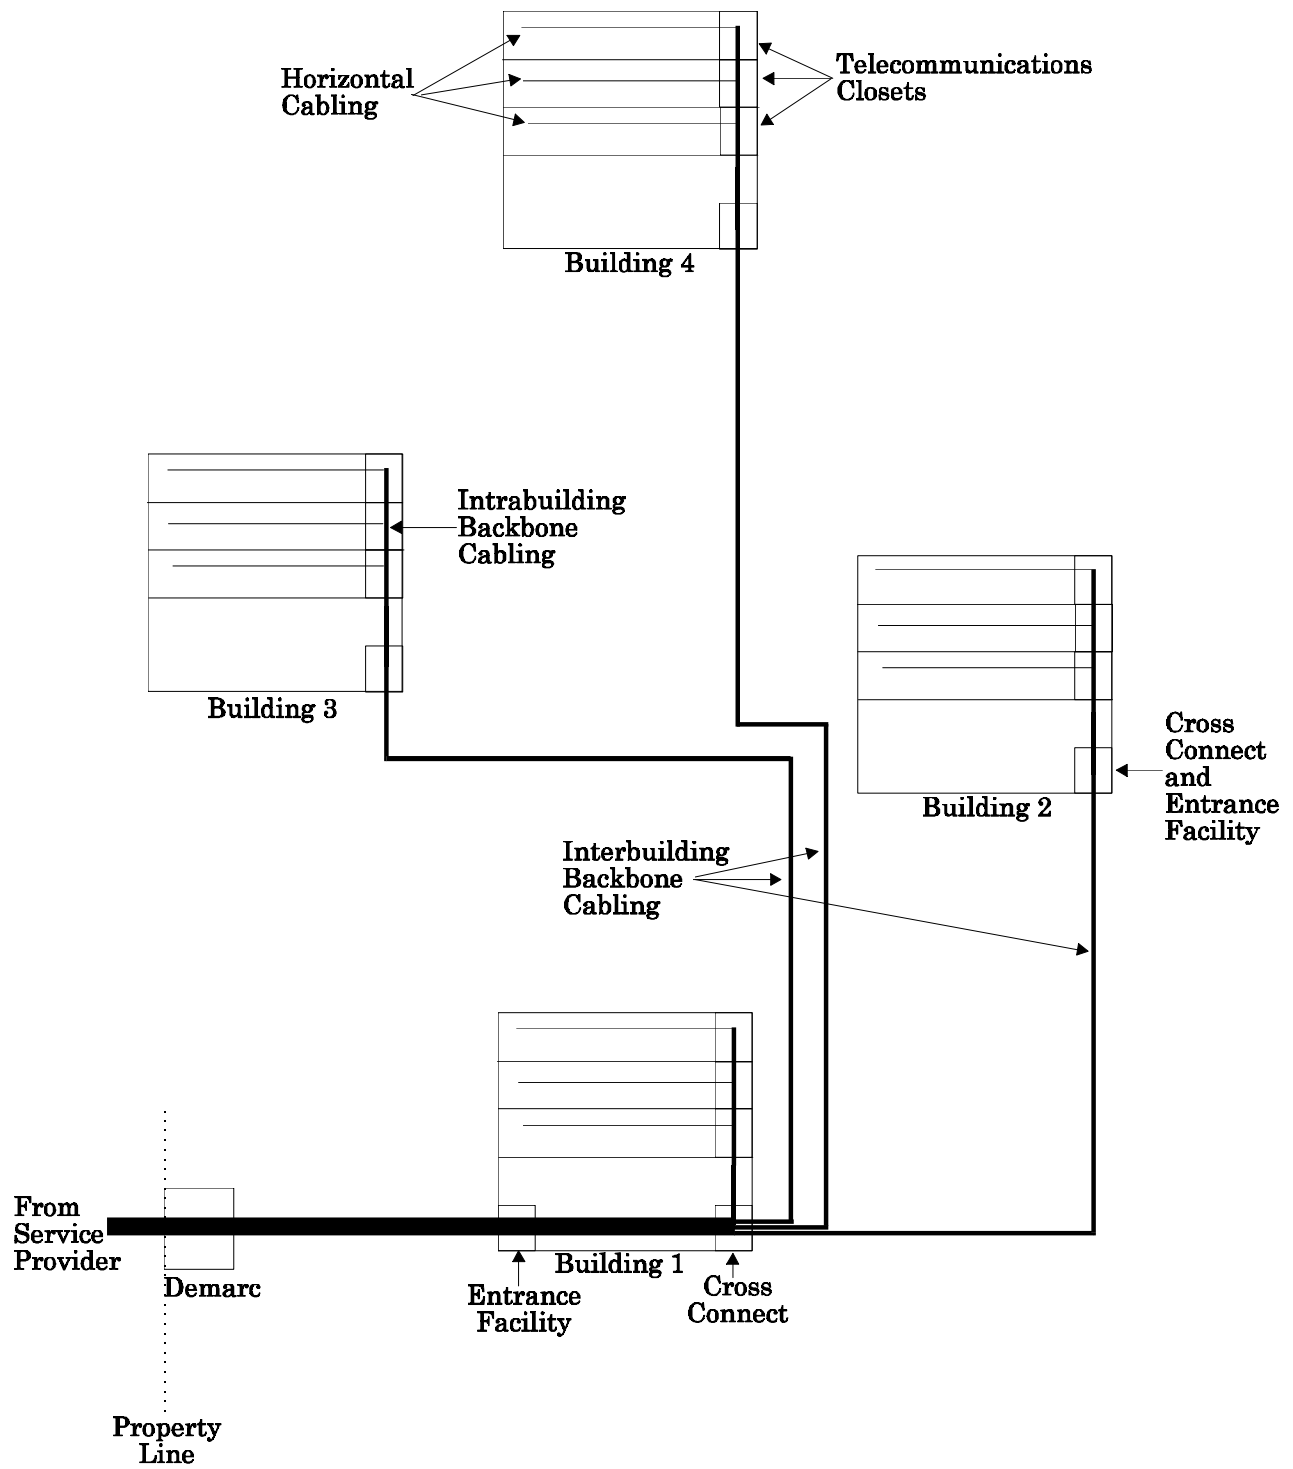 Horizontal
Cabling
Telecommunications
Closets
Building 4
Intrabuilding
Backbone
Cabling
Building 3
Cross
Connect
and
Entrance
Facility
Building 2
Interbuilding
Backbone
Cabling
From
Service
Provider
Demarc
Building 1
Entrance
Facility
Cross
Connect
Property
Line